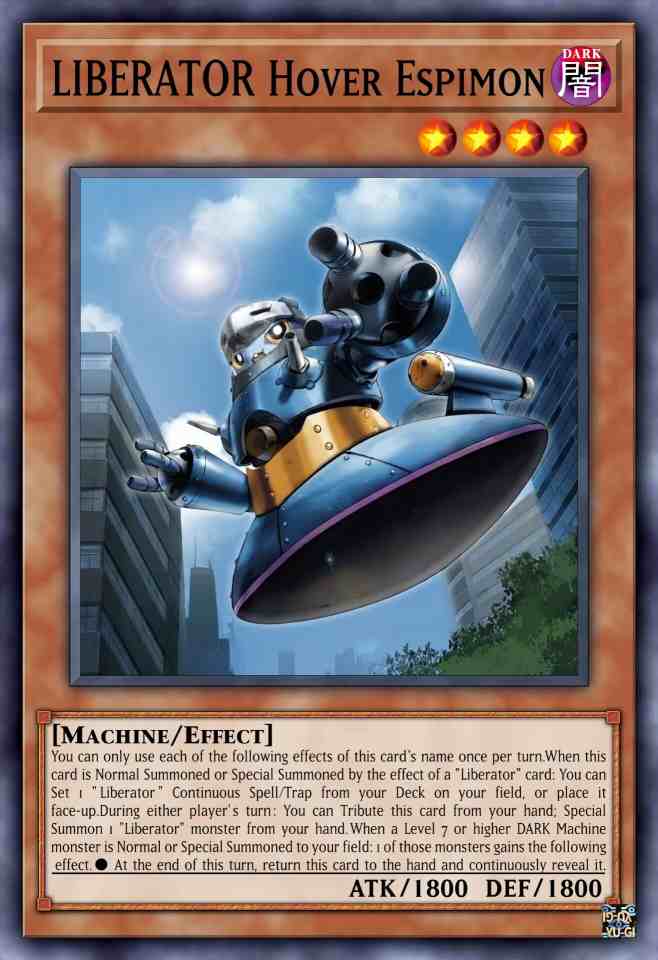 LIBERATOR HOVER ESPIMON
DARK
闇
[MACHINE/EFFECT]
You can only use each of the following effects of this card's name once per turn.When this
card is Normal Summoned or Special Summoned by the effect of a "Liberator" card: You can
Set 1 "Liberator" Continuous Spell/Trap from your Deck on your field, or place it
face-up.During either player's turn: You can Tribute this card from your hand; Special
Summon 1 "Liberator" monster from your hand.When a Level 7 or higher DARK Machine
monster is Normal or Special Summoned to your field: 1 of those monsters gains the following
effect.● At the end of this turn, return this card to the hand and continuously reveal it.
ATK/1800 DEF/1800